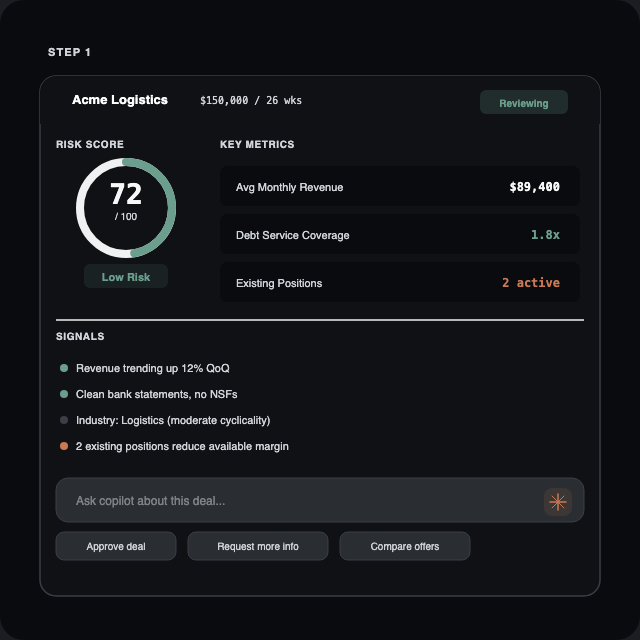 STEP 1
Acme Logistics
$150,000 / 26 wks
Reviewing
RISK SCORE
72
/ 100
Low Risk
KEY METRICS
Avg Monthly Revenue $89,400
Debt Service Coverage 1.8x
Existing Positions 2 active
SIGNALS
Revenue trending up 12% QoQ
Clean bank statements, no NSFs
Industry: Logistics (moderate cyclicality)
2 existing positions reduce available margin
Ask copilot about this deal...
Approve deal
Request more info
Compare offers